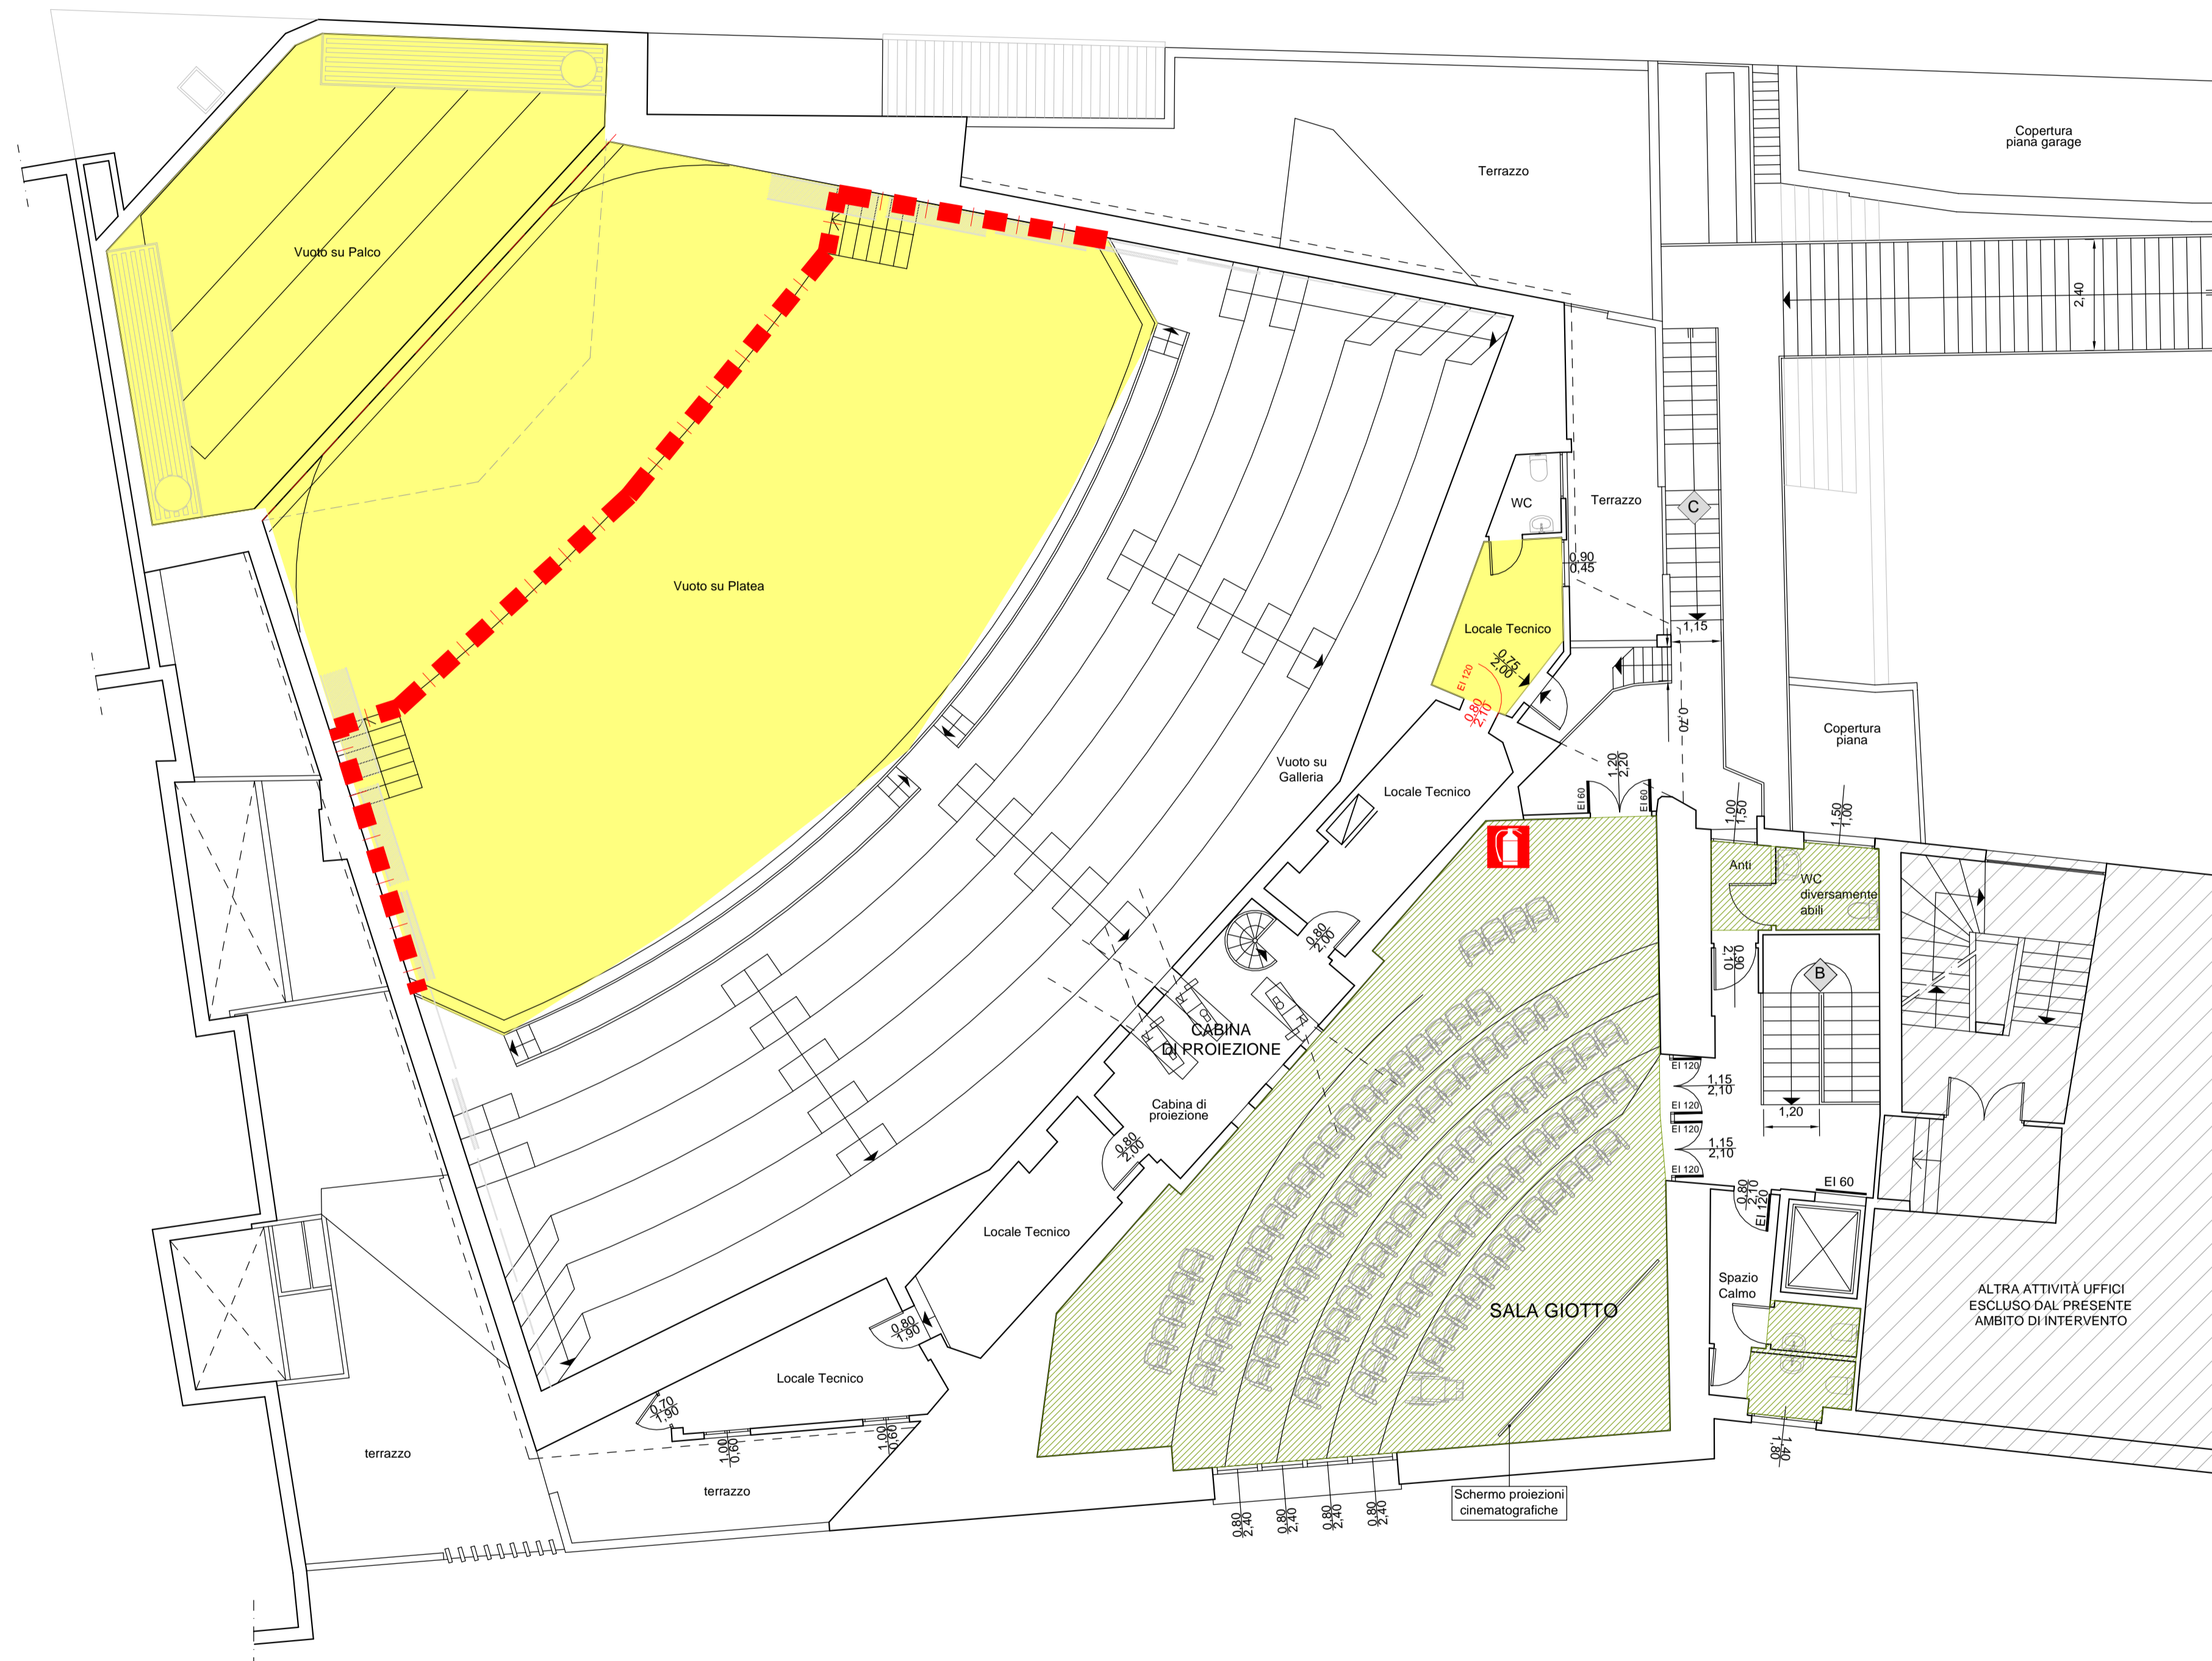 Copertura
piana garage
Terrazzo
Vuoto su Palco
2,40
WC
Terrazzo
C
0,90
0,45
Vuoto su Platea
Locale Tecnico
1,15
0,75
2,00
EI 120
0,80
2,10
0,70
Copertura
piana
Vuoto su
Galleria
1,20
2,20
Locale Tecnico
EI 60
EI 60
1,00
1,50
1,50
1,00
Anti
WC
diversamente
abili
0,80
2,00
0,90
2,10
B
CABINA
DI PROIEZIONE
EI 120
1,15
2,10
EI 120
Cabina di
proiezione
1,20
EI 120
0,80
2,00
1,15
2,10
EI 120
EI 60
0,80
2,10
EI 120
Locale Tecnico
Spazio
Calmo
SALA GIOTTO
ALTRA ATTIVITÀ UFFICI
ESCLUSO DAL PRESENTE
AMBITO DI INTERVENTO
0,80
1,90
Locale Tecnico
0,70
1,90
1,00
0,60
1,00
0,60
terrazzo
1,40
1,80
terrazzo
Schermo proiezioni
cinematografiche
0,80
2,40
0,80
2,40
0,80
2,40
0,80
2,40